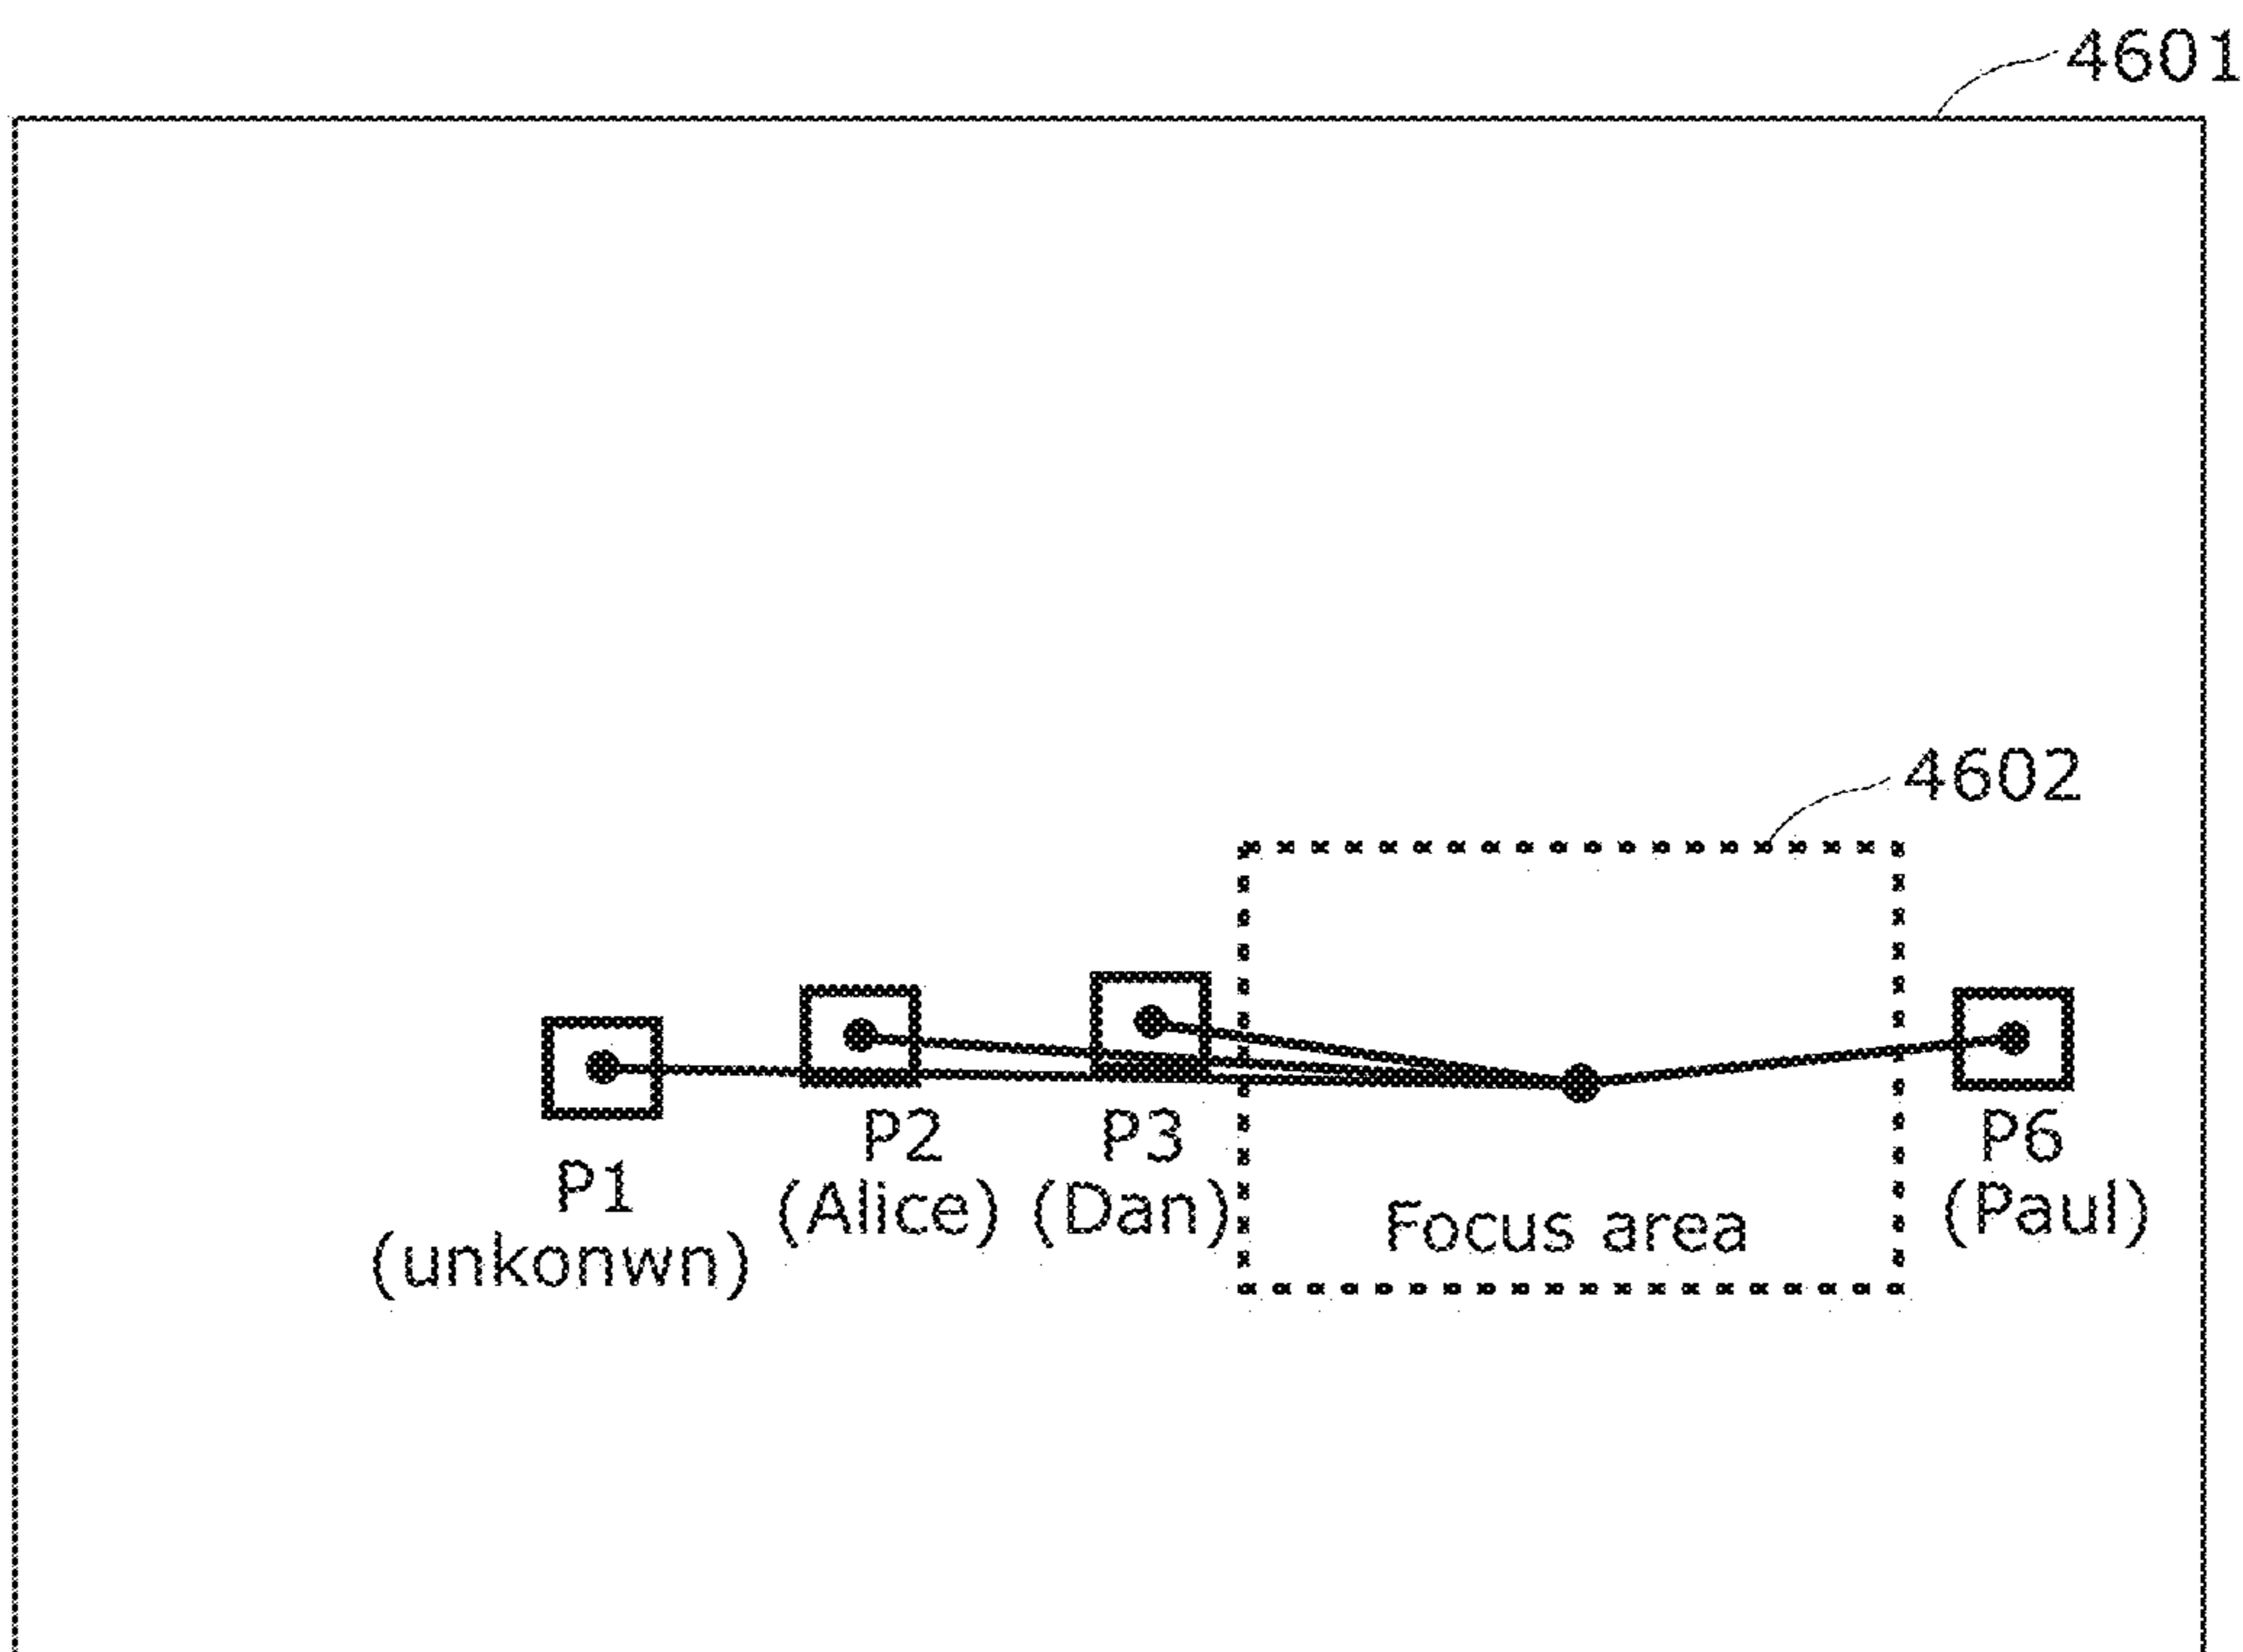 4601
4602
P1
(unkonwn)
P2
(Alice)
P3
(Dan)
Focus area
P6
(Paul)